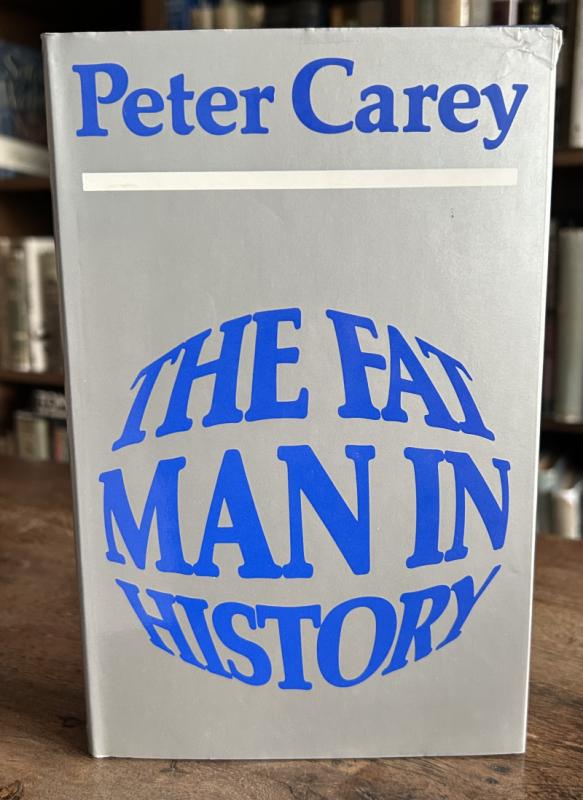 Peter Carey
THE FAT
MAN IN
HISTORY